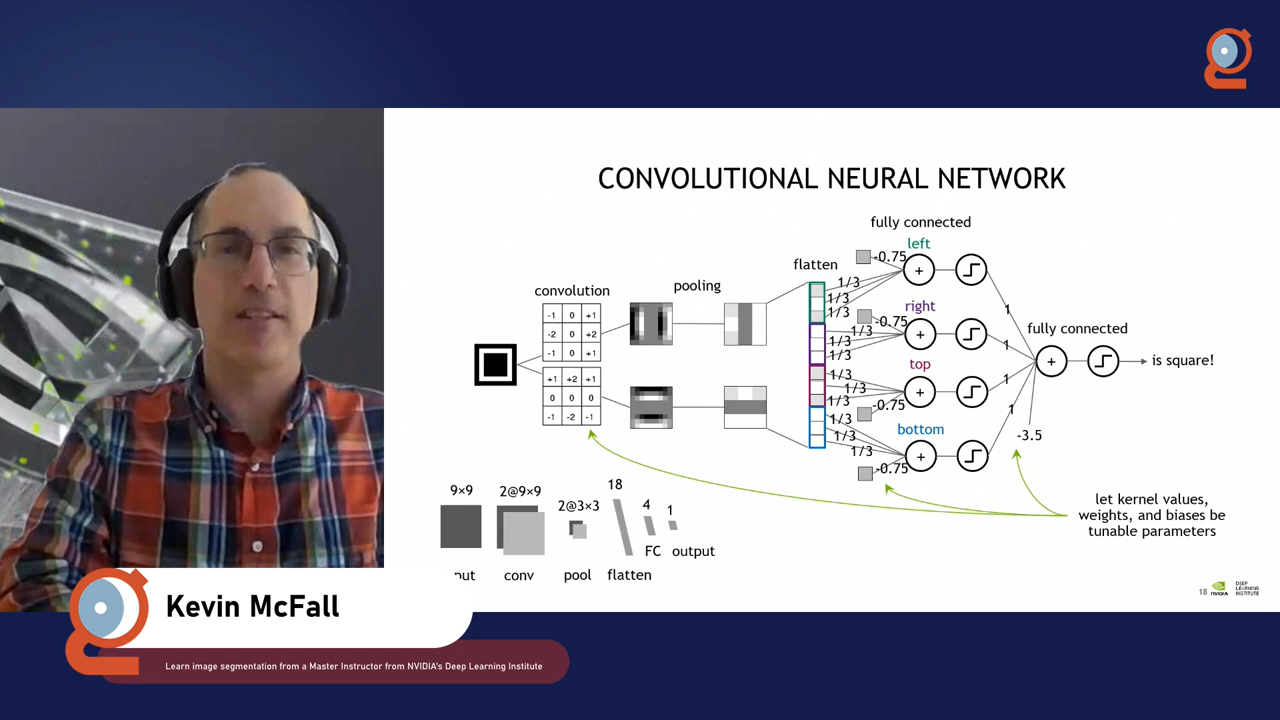 CONVOLUTIONAL NEURAL NETWORK
fully connected
left
flatten
-0.75
+
1/3
1/3
1/3
pooling
convolution
-1 0 +1
-2 0 +2
-1 0 +1
+1 +2 +1
0 0 0
-1 -2 -1
right
-0.75
+
1/3
1/3
1/3
top
+
1/3
1/3
1/3
-0.75
bottom
+
1/3
1/3
1/3
-0.75
1
1
1
1
fully connected
+
is square!
-3.5
let kernel values,
weights, and biases be
tunable parameters
9×9
2@9×9
2@3×3
18
4
1
FC
output
put
conv
pool
flatten
18
NVIDIA
DEEP
LEARNING
INSTITUTE
Kevin McFall
Learn image segmentation from a Master Instructor from NVIDIA's Deep Learning Institute